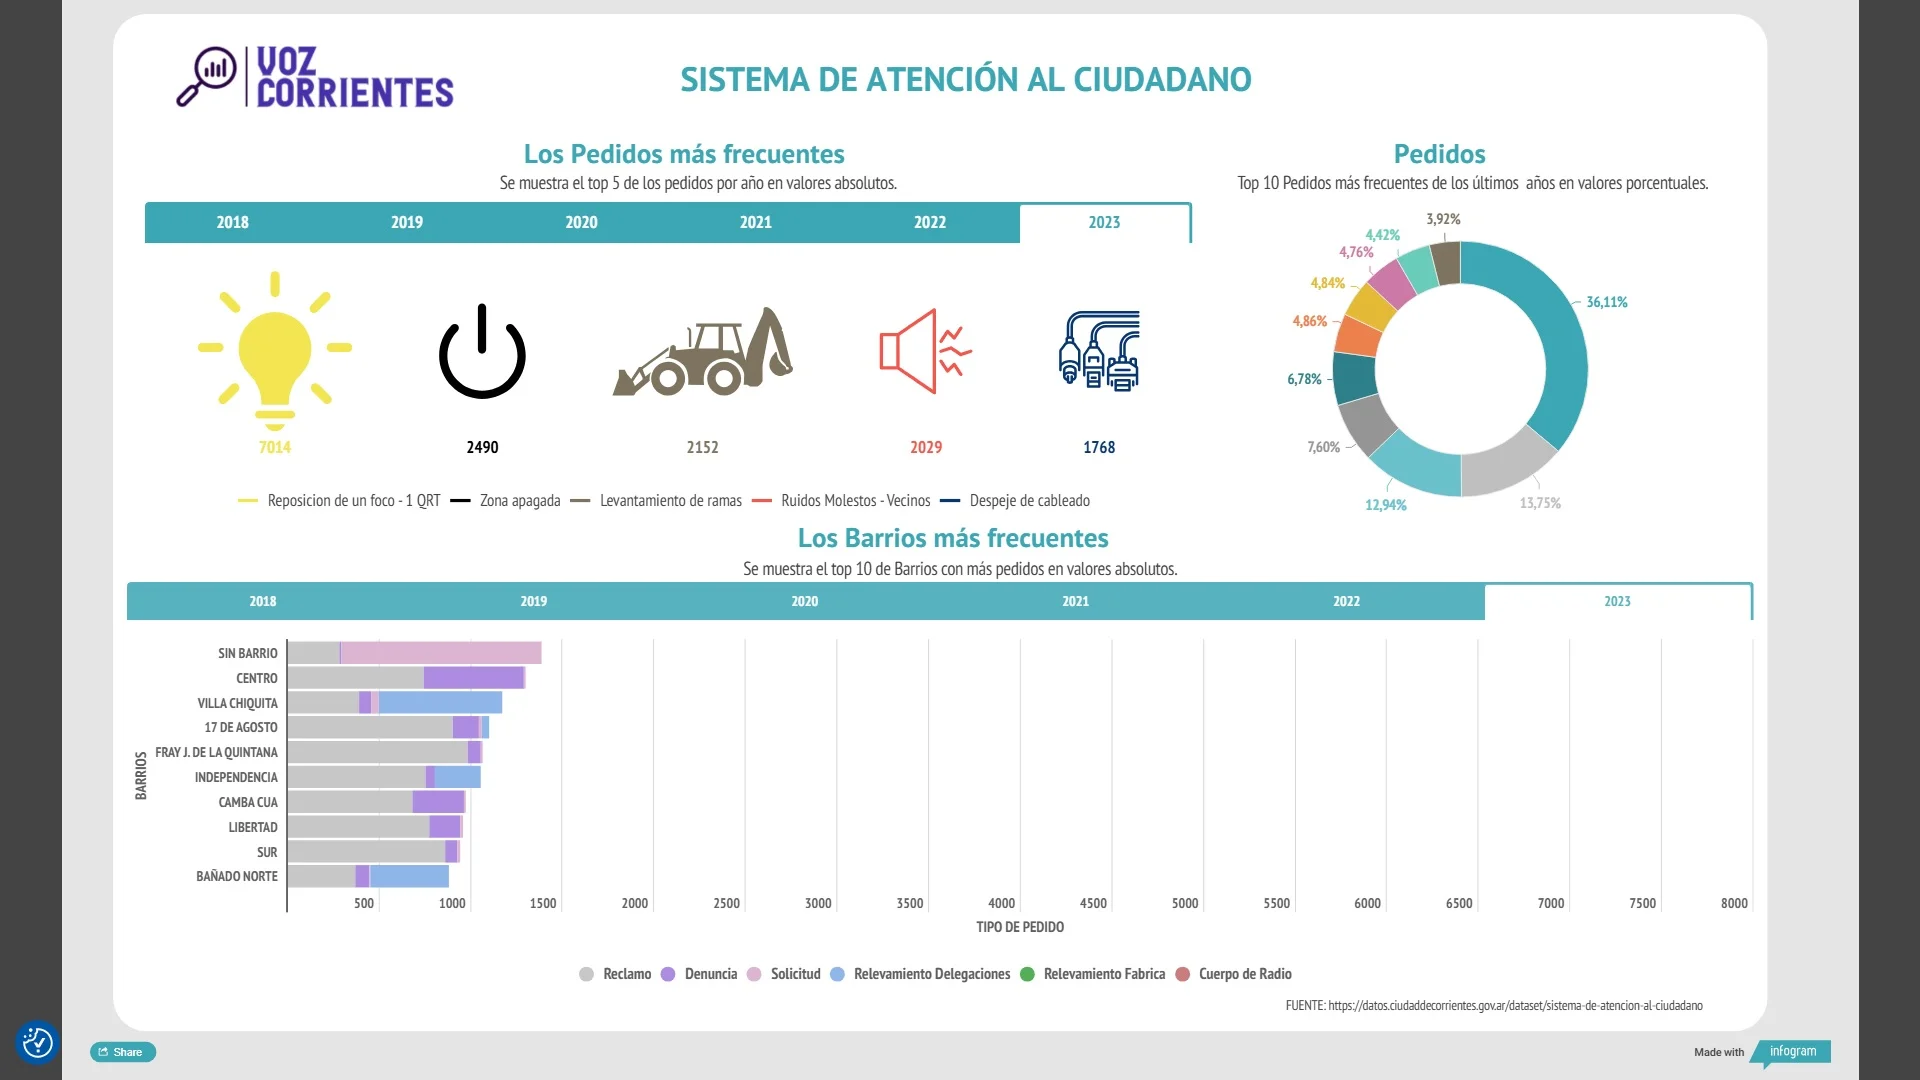 VOZ
CORRIENTES
SISTEMA DE ATENCIÓN AL CIUDADANO
Los Pedidos más frecuentes
Se muestra el top 5 de los pedidos por año en valores absolutos.
2018 2019 2020 2021 2022 2023
7014 2490 2152 2029 1768
Reposicion de un foco - 1 QRT Zona apagada Levantamiento de ramas Ruidos Molestos - Vecinos Despeje de cableado
Pedidos
Top 10 Pedidos más frecuentes de los últimos años en valores porcentuales.
3,92%
4,42%
4,76%
4,84%
36,11%
4,86%
6,78%
7,60%
12,94%
13,75%
Los Barrios más frecuentes
Se muestra el top 10 de Barrios con más pedidos en valores absolutos.
2018 2019 2020 2021 2022 2023
BARRIOS
SIN BARRIO
CENTRO
VILLA CHIQUITA
17 DE AGOSTO
FRAY J. DE LA QUINTANA
INDEPENDENCIA
CAMBA CUA
LIBERTAD
SUR
BAÑADO NORTE
500 1000 1500 2000 2500 3000 3500 4000 4500 5000 5500 6000 6500 7000 7500 8000
TIPO DE PEDIDO
Reclamo Denuncia Solicitud Relevamiento Delegaciones Relevamiento Fabrica Cuerpo de Radio
FUENTE: https://datos.ciudaddecorrientes.gov.ar/dataset/sistema-de-atencion-al-ciudadano
Share
Made with infogram